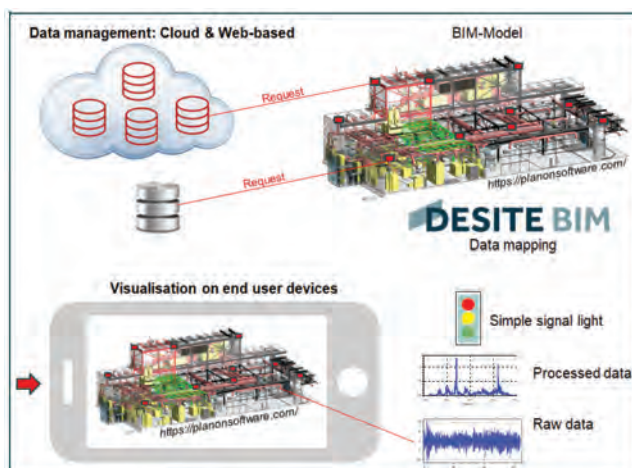 Data management: Cloud & Web-based
BIM-Model
Request
Request
https://planonsoftware.com/
DESITE BIM
Data mapping
Visualisation on end user devices
Simple signal light
Processed data
Raw data
https://planonsoftware.com/